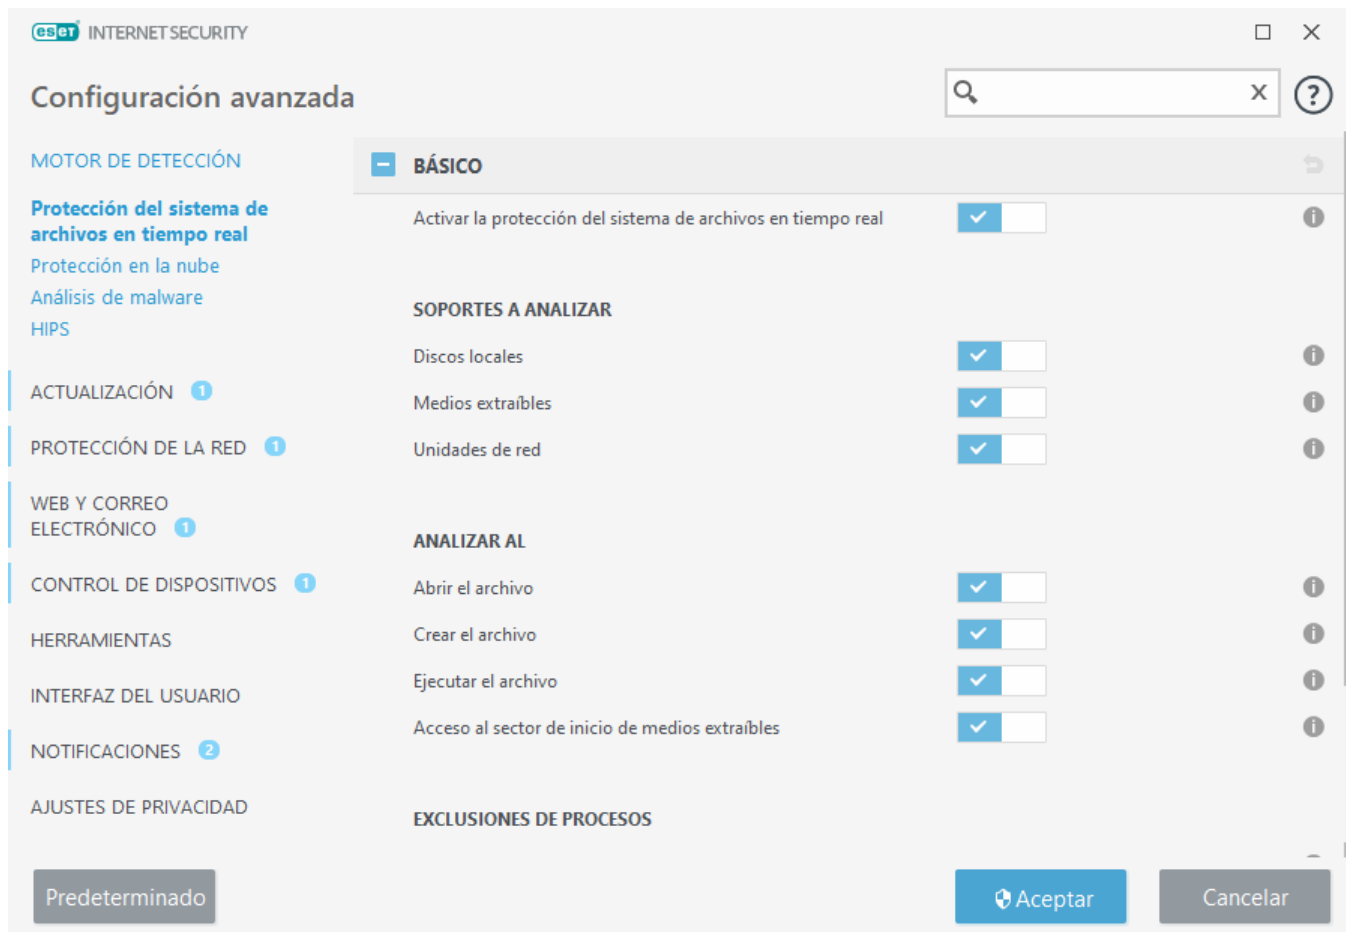 eset INTERNET SECURITY
Configuración avanzada
x
?
MOTOR DE DETECCIÓN
Protección del sistema de
archivos en tiempo real
Protección en la nube
Análisis de malware
HIPS
ACTUALIZACIÓN 1
PROTECCIÓN DE LA RED 1
WEB Y CORREO
ELECTRÓNICO 1
CONTROL DE DISPOSITIVOS 1
HERRAMIENTAS
INTERFAZ DEL USUARIO
NOTIFICACIONES 2
AJUSTES DE PRIVACIDAD
BÁSICO
Activar la protección del sistema de archivos en tiempo real
SOPORTES A ANALIZAR
Discos locales
Medios extraíbles
Unidades de red
ANALIZAR AL
Abrir el archivo
Crear el archivo
Ejecutar el archivo
Acceso al sector de inicio de medios extraíbles
EXCLUSIONES DE PROCESOS
Predeterminado
Aceptar
Cancelar